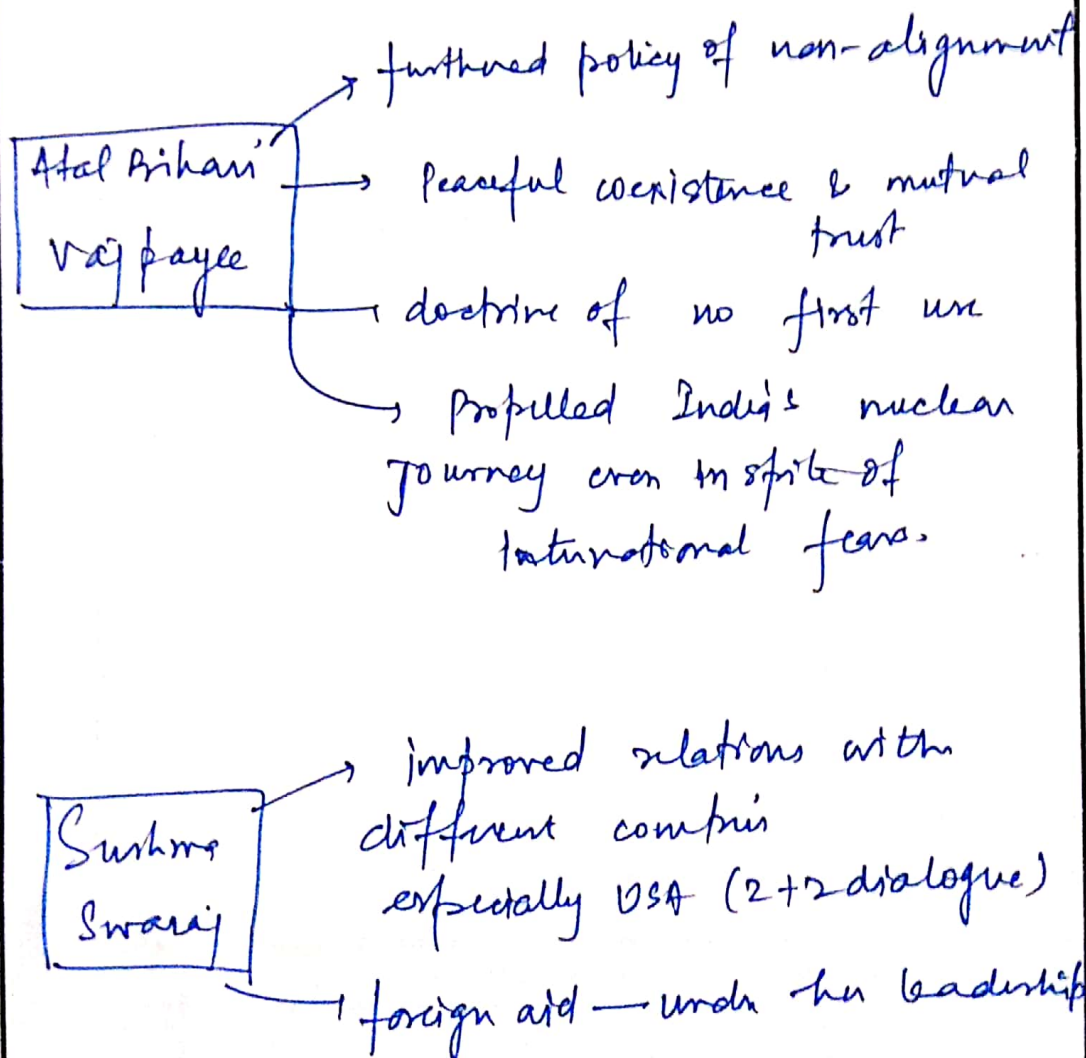 furthered policy of non-alignment
Atal Bihari
Vajpayee
Peaceful coexistence & mutual
trust
doctrine of no first use
Propelled India's nuclear
Journey even in spite of
International fears.
improved relations with
different countries
especially USA (2+2 dialogue)
Sushma
Swaraj
foreign aid — under her leadership